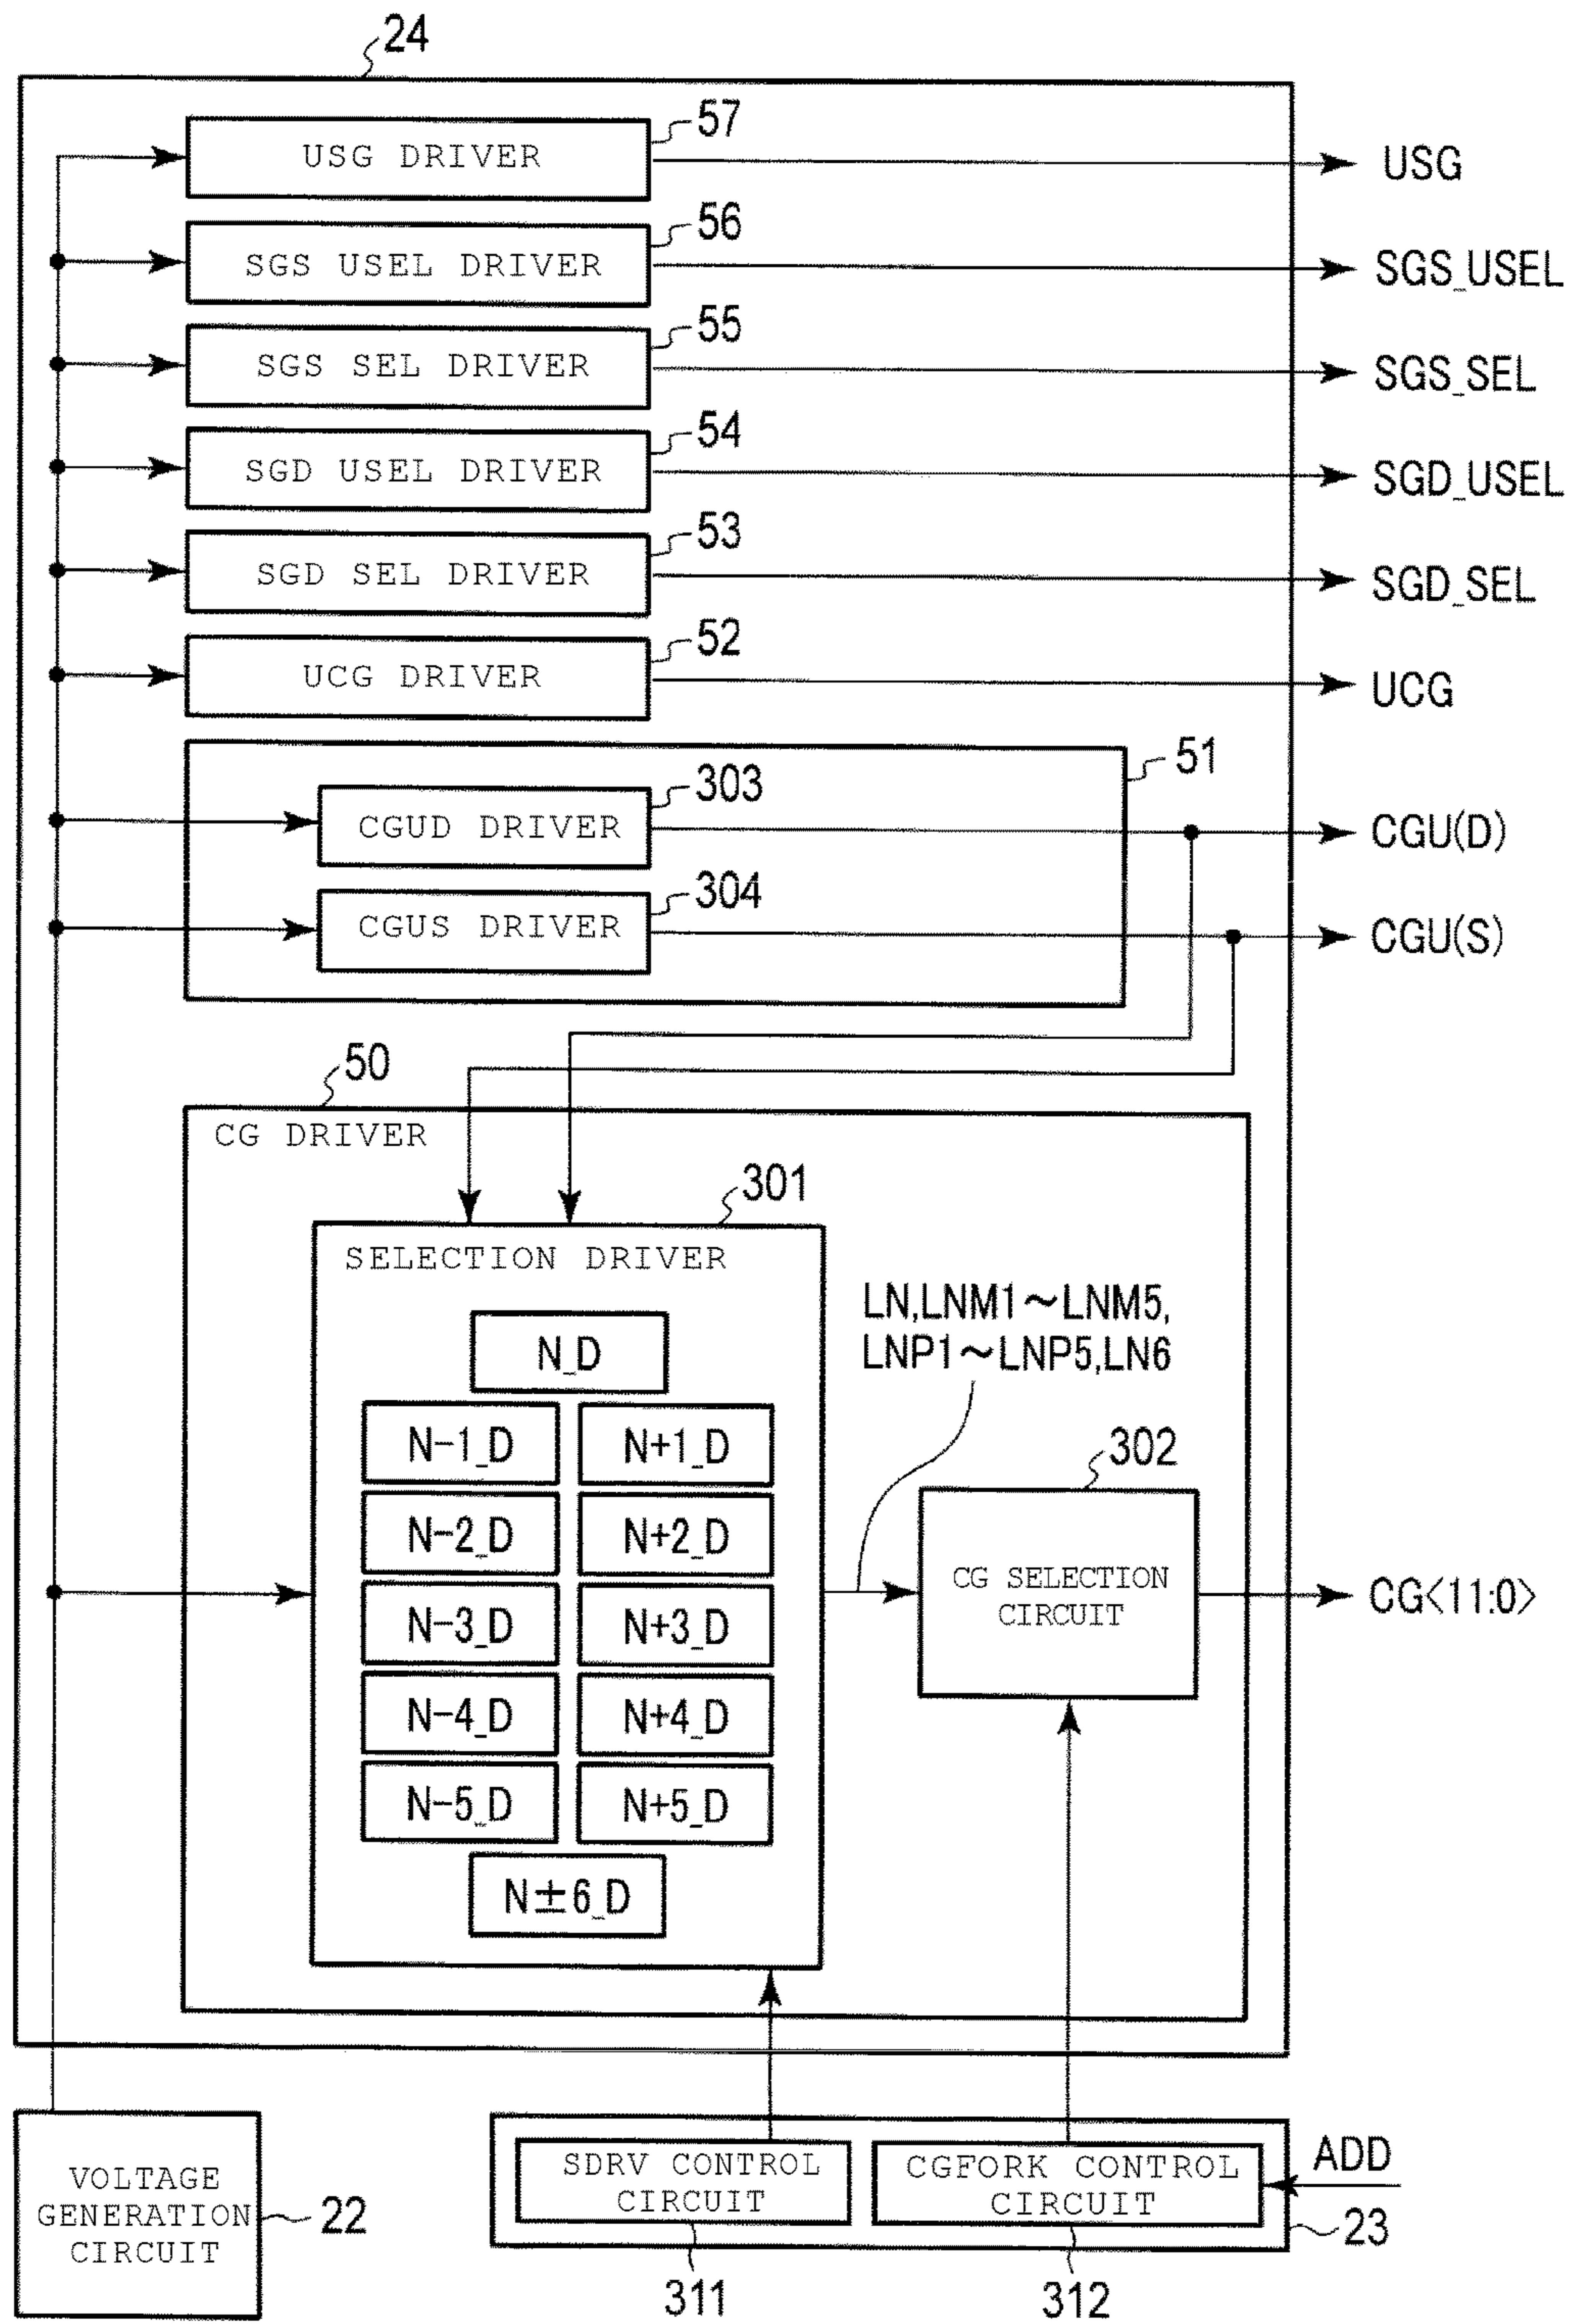 24
57
USG DRIVER
USG
56
SGS USEL DRIVER
SGS_USEL
55
SGS SEL DRIVER
SGS_SEL
54
SGD USEL DRIVER
SGD_USEL
53
SGD SEL DRIVER
SGD_SEL
52
UCG DRIVER
UCG
51
303
CGUD DRIVER
CGU(D)
304
CGUS DRIVER
CGU(S)
50
CG DRIVER
301
SELECTION DRIVER
LN,LNM1～LNM5,
LNP1～LNP5,LN6
N_D
N−1_D
N+1_D
N−2_D
N+2_D
N−3_D
N+3_D
N−4_D
N+4_D
N−5_D
N+5_D
N±6_D
302
CG SELECTION
CIRCUIT
CG<11:0>
VOLTAGE
GENERATION
CIRCUIT
22
SDRV CONTROL
CIRCUIT
311
CGFORK CONTROL
CIRCUIT
312
ADD
23